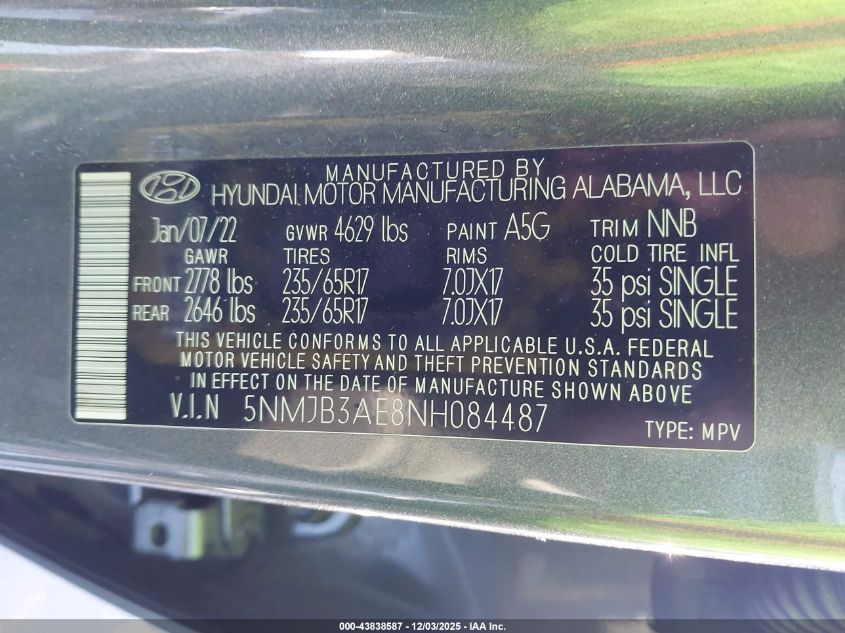 MANUFACTURED BY
HYUNDAI MOTOR MANUFACTURING ALABAMA, LLC
Jan/07/22 GVWR 4629 lbs PAINT A5G TRIM NNB
GAWR TIRES RIMS COLD TIRE INFL
FRONT 2778 lbs 235/65R17 7.0JX17 35 psi SINGLE
REAR 2646 lbs 235/65R17 7.0JX17 35 psi SINGLE
THIS VEHICLE CONFORMS TO ALL APPLICABLE U.S.A. FEDERAL
MOTOR VEHICLE SAFETY AND THEFT PREVENTION STANDARDS
IN EFFECT ON THE DATE OF MANUFACTURE SHOWN ABOVE
V.I.N 5NMJB3AE8NH084487
TYPE: MPV
000-43838587 - 12/03/2025 - IAA Inc.